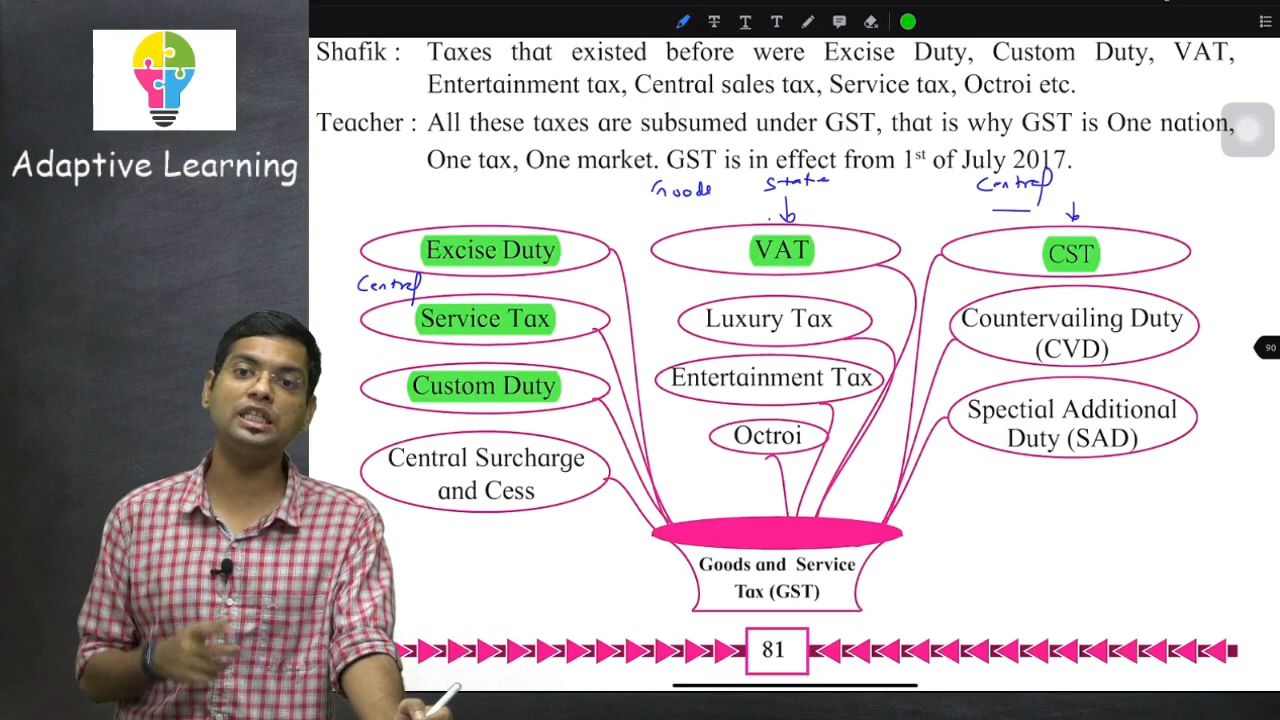 Shafik : Taxes that existed before were Excise Duty, Custom Duty, VAT,
Entertainment tax, Central sales tax, Service tax, Octroi etc.
Teacher : All these taxes are subsumed under GST, that is why GST is One nation,
One tax, One market. GST is in effect from 1st of July 2017.
Adaptive Learning
Goods
State
Central
Excise Duty
VAT
CST
Central
Service Tax
Luxury Tax
Countervailing Duty
(CVD)
90
Custom Duty
Entertainment Tax
Spectial Additional
Duty (SAD)
Octroi
Central Surcharge
and Cess
Goods and Service
Tax (GST)
81